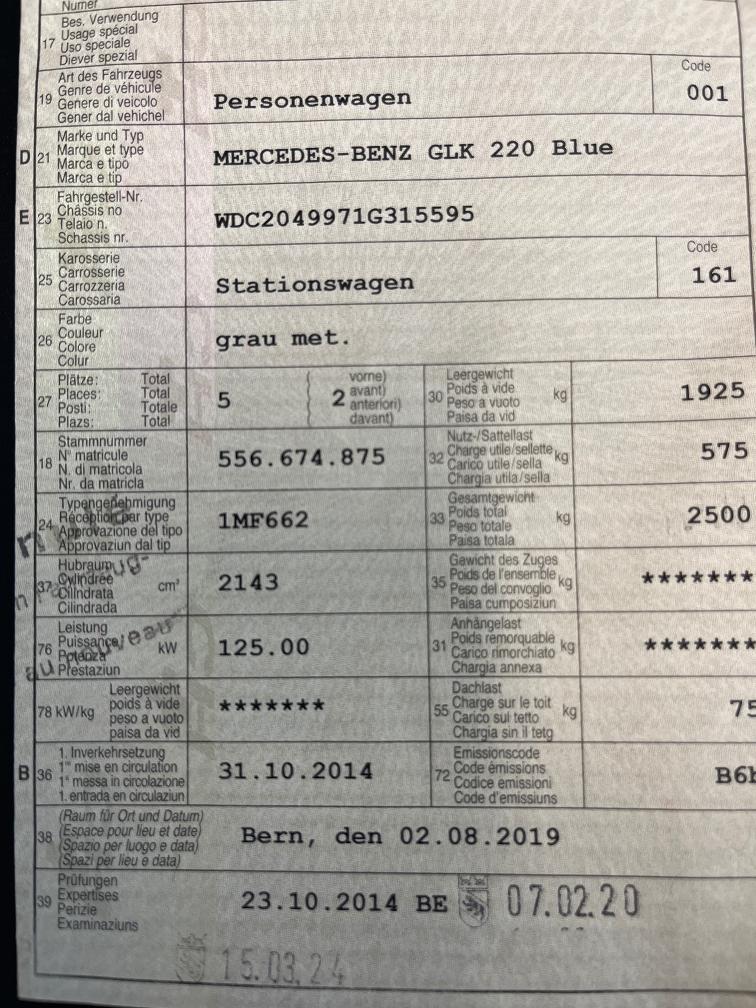 Numer
17
Bes. Verwendung
Usage spécial
Uso speciale
Diever spezial
19
Art des Fahrzeugs
Genre de véhicule
Genere di veicolo
Gener dal vehichel
Personenwagen
Code
001
D 21
Marke und Typ
Marque et type
Marca e tipo
Marca e tip
MERCEDES-BENZ GLK 220 Blue
E 23
Fahrgestell-Nr.
Châssis no
Telaio n.
Schassis nr.
WDC2049971G315595
25
Karosserie
Carrosserie
Carrozzeria
Carossaria
Stationswagen
Code
161
26
Farbe
Couleur
Colore
Colur
grau met.
27
Plätze: Total
Places: Total
Posti: Totale
Plazs: Total
5
2
vorne)
avant)
anteriori)
davant)
30
Leergewicht
Poids à vide
Peso a vuoto
Paisa da vid
kg
1925
18
Stammnummer
N° matricule
N. di matricola
Nr. da matricla
556.674.875
32
Nutz-/Sattellast
Charge utile/sellette
Carico utile/sella
Chargia utila/sella
kg
575
24
Typengenehmigung
Réception par type
Approvazione del tipo
Approvaziun dal tip
1MF662
33
Gesamtgewicht
Poids total
Peso totale
Paisa totala
kg
2500
37
Hubraum
Cylindrée
Cilindrata
Cilindrada
cm³
2143
35
Gewicht des Zuges
Poids de l'ensemble
Peso del convoglio
Paisa cumposiziun
kg
*******
76
Leistung
Puissance
Potenza
Prestaziun
kW
125.00
31
Anhängelast
Poids remorquable
Carico rimorchiato
Chargia annexa
kg
*******
78 kW/kg
Leergewicht
poids à vide
peso a vuoto
paisa da vid
*******
55
Dachlast
Charge sur le toit
Carico sul tetto
Chargia sin il tetg
kg
75
B 36
1. Inverkehrsetzung
1re mise en circulation
1a messa in circolazione
1. entrada en circulaziun
31.10.2014
72
Emissionscode
Code émissions
Codice emissioni
Code d'emissiuns
B6b
38
(Raum für Ort und Datum)
(Espace pour lieu et date)
(Spazio per luogo e data)
(Spazi per lieu e data)
Bern, den 02.08.2019
39
Prüfungen
Expertises
Perizie
Examinaziuns
23.10.2014 BE
07.02.20
15.03.24